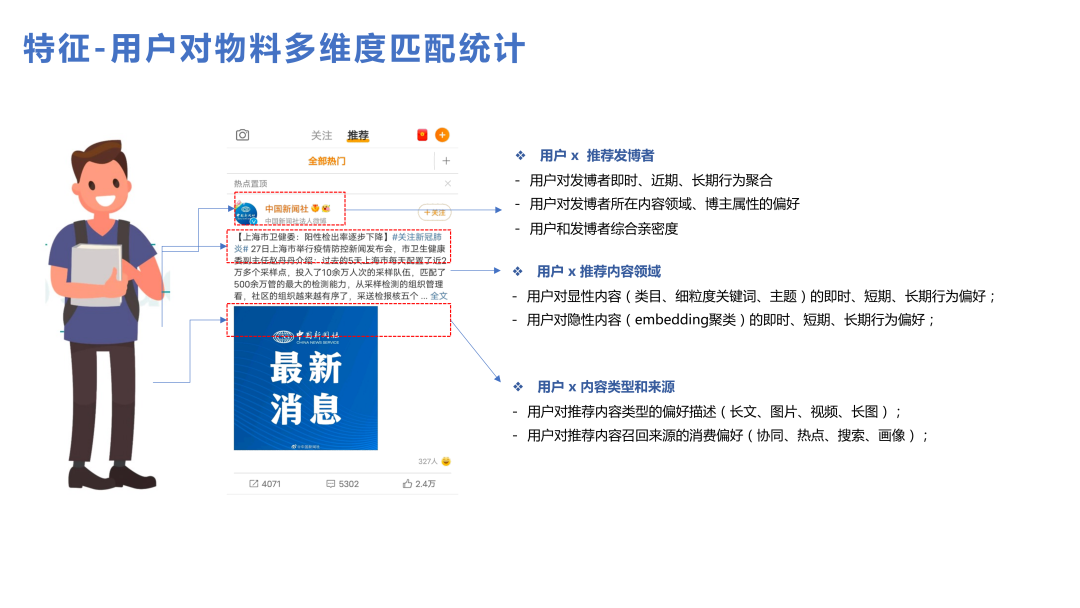 特征-用户对物料多维度匹配统计
关注 推荐
全部热门
热点置顶
中国新闻社
中国新闻社法人微博
+关注
【上海市卫健委：阳性检出率逐步下降】#关注新冠肺
炎# 27日上海市举行疫情防控新闻发布会，市卫生健康
委副主任赵丹丹介绍：过去的5天上海市每天配置了近2
万多个采样点，投入了10余万人次的采样队伍，匹配了
500余万管的最大的检测能力，从采样检测的组织管理
看，社区的组织越来越有序了，采送检报核五个 ... 全文
中国新闻社
CHINA NEWS SERVICE
最新
消息
327人
4071 5302 2.4万
❖ 用户 x 推荐发博者
- 用户对发博者即时、近期、长期行为聚合
- 用户对发博者所在内容领域、博主属性的偏好
- 用户和发博者综合亲密度
❖ 用户 x 推荐内容领域
- 用户对显性内容（类目、细粒度关键词、主题）的即时、短期、长期行为偏好；
- 用户对隐性内容（embedding聚类）的即时、短期、长期行为偏好；
❖ 用户 x 内容类型和来源
- 用户对推荐内容类型的偏好描述（长文、图片、视频、长图）；
- 用户对推荐内容召回来源的消费偏好（协同、热点、搜索、画像）；